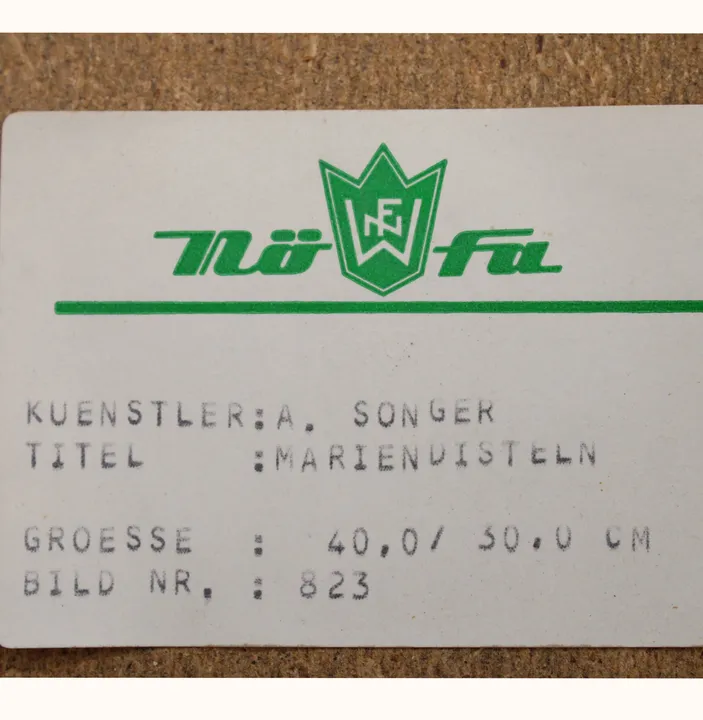 Nöfa
KUENSTLER:A. SONGER
TITEL :MARIENDISTELN
GROESSE : 40.0/ 30.0 CM
BILD NR. : 823